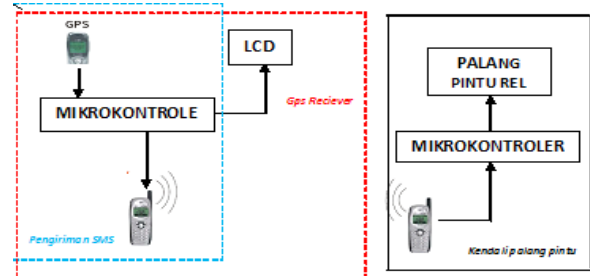 GPS
LCD
MIKROKONTROLE
Gps Reciever
Pengiriman SMS
PALANG
PINTU REL
MIKROKONTROLER
Kendali palang pintu